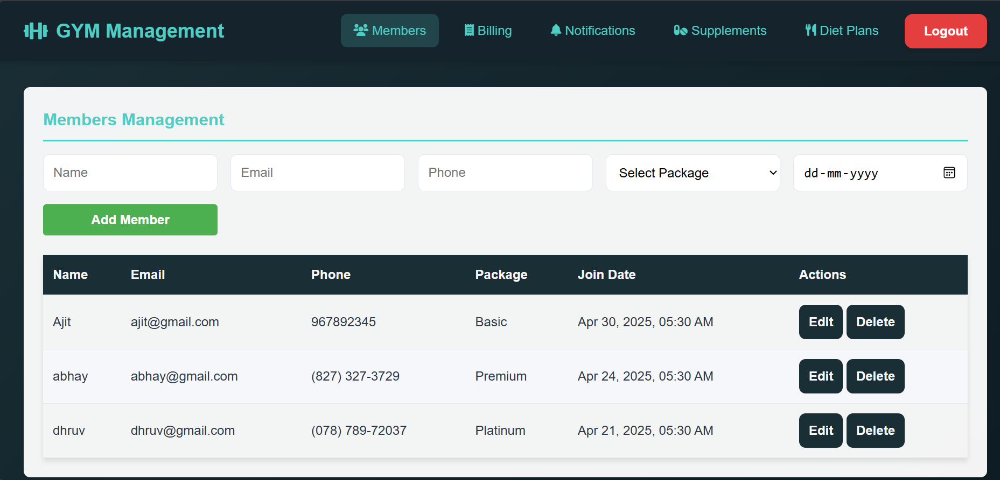 GYM Management Members Billing Notifications Supplements Diet Plans Logout
Members Management
Name Email Phone Select Package dd-mm-yyyy
Add Member
Name Email Phone Package Join Date Actions
Ajit ajit@gmail.com 967892345 Basic Apr 30, 2025, 05:30 AM Edit Delete
abhay abhay@gmail.com (827) 327-3729 Premium Apr 24, 2025, 05:30 AM Edit Delete
dhruv dhruv@gmail.com (078) 789-72037 Platinum Apr 21, 2025, 05:30 AM Edit Delete